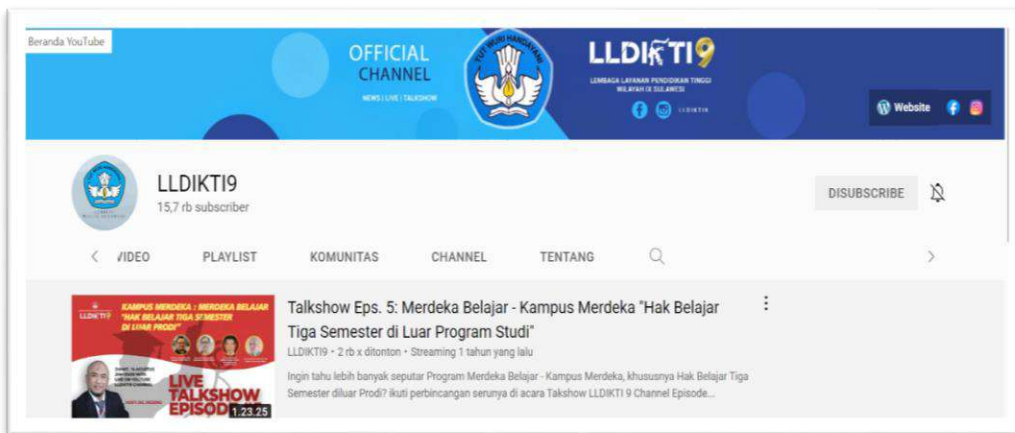 Beranda YouTube
OFFICIAL
CHANNEL
NEWS | LIVE | TALKSHOW
TUT WURI HANDAYANI
LLDIKTI9
LEMBAGA LAYANAN PENDIDIKAN TINGGI
WILAYAH IX SULAWESI
LLDIKTI9
Website
LLDIKTI9
15,7 rb subscriber
DISUBSCRIBE
VIDEO
PLAYLIST
KOMUNITAS
CHANNEL
TENTANG
LLDIKTI9
KAMPUS MERDEKA : MERDEKA BELAJAR
"HAK BELAJAR TIGA SEMESTER
DI LUAR PRODI"
LIVE
TALKSHOW
EPISOD
1.23.25
Talkshow Eps. 5: Merdeka Belajar - Kampus Merdeka "Hak Belajar
Tiga Semester di Luar Program Studi"
LLDIKTI9 • 2 rb x ditonton • Streaming 1 tahun yang lalu
Ingin tahu lebih banyak seputar Program Merdeka Belajar - Kampus Merdeka, khususnya Hak Belajar Tiga
Semester diluar Prodi? ikuti perbincangan serunya di acara Takshow LLDIKTI 9 Channel Episode...